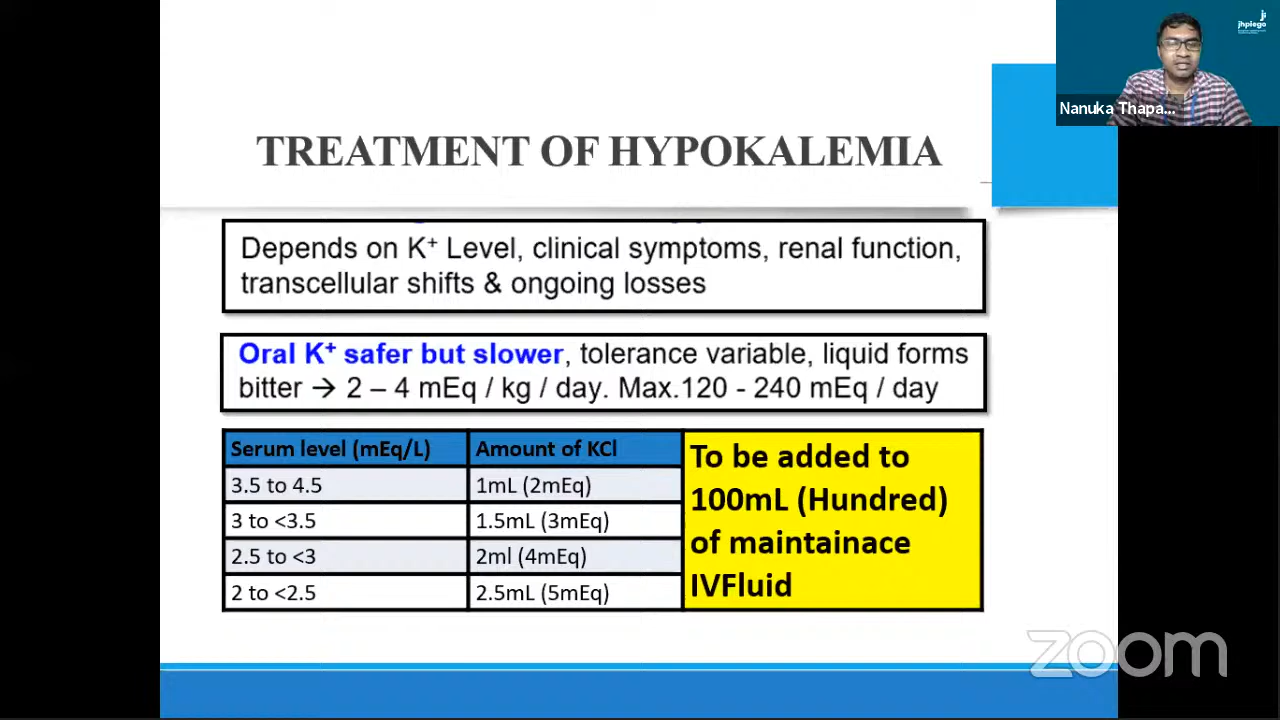 jhpiego
Nanuka Thapa...
TREATMENT OF HYPOKALEMIA
Depends on K⁺ Level, clinical symptoms, renal function,
transcellular shifts & ongoing losses
Oral K⁺ safer but slower, tolerance variable, liquid forms
bitter → 2 – 4 mEq / kg / day. Max.120 - 240 mEq / day
Serum level (mEq/L) Amount of KCl
3.5 to 4.5 1mL (2mEq)
3 to <3.5 1.5mL (3mEq)
2.5 to <3 2ml (4mEq)
2 to <2.5 2.5mL (5mEq)
To be added to
100mL (Hundred)
of maintainace
IVFluid
zoom